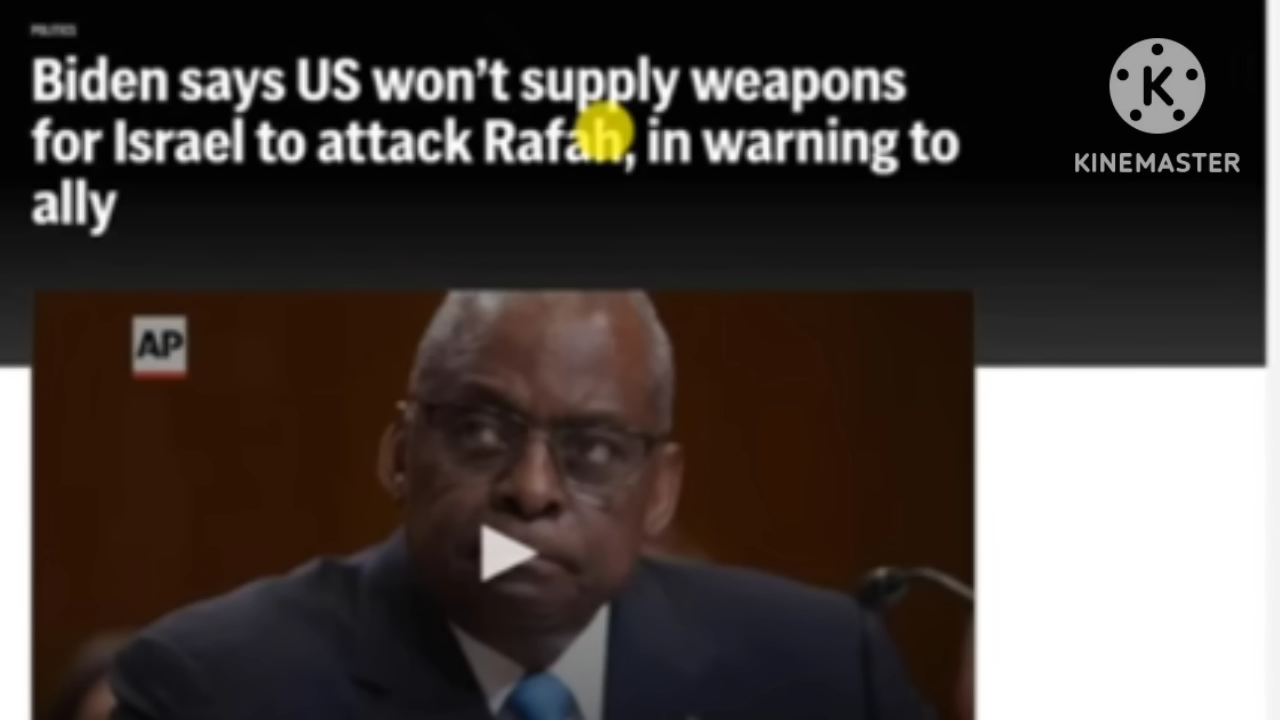 POLITICS
Biden says US won't supply weapons
for Israel to attack Rafah, in warning to
ally
K
KINEMASTER
AP